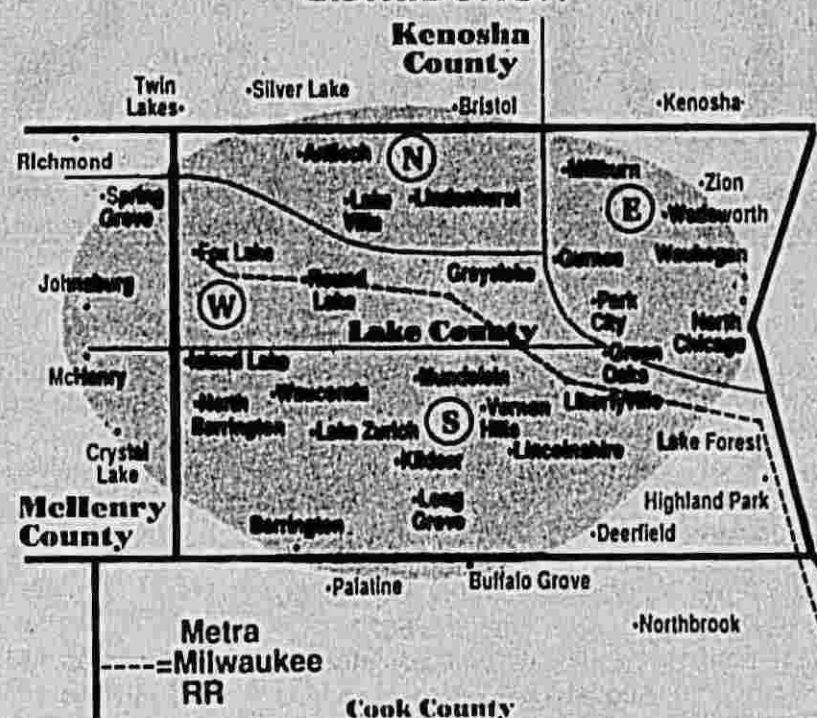 Kenosha
County
Twin
Lakes
Silver Lake
Bristol
Kenosha
Richmond
Antioch
N
Millburn
Spring
Grove
Lake
Villa
Lindenhurst
E
Zion
Wadsworth
Fox Lake
Grayslake
Gurnee
Waukegan
Johnsburg
Round
Lake
W
Park
City
Lake County
North
Chicago
McHenry
Island Lake
Mundelein
Green
Oaks
Wauconda
North
Barrington
Lake Zurich
S
Vernon
Hills
Libertyville
Lincolnshire
Lake Forest
Crystal
Lake
Kildeer
Long
Grove
Highland Park
McHenry
County
Barrington
Deerfield
Palatine
Buffalo Grove
Northbrook
Metra
----=Milwaukee
RR
Cook County